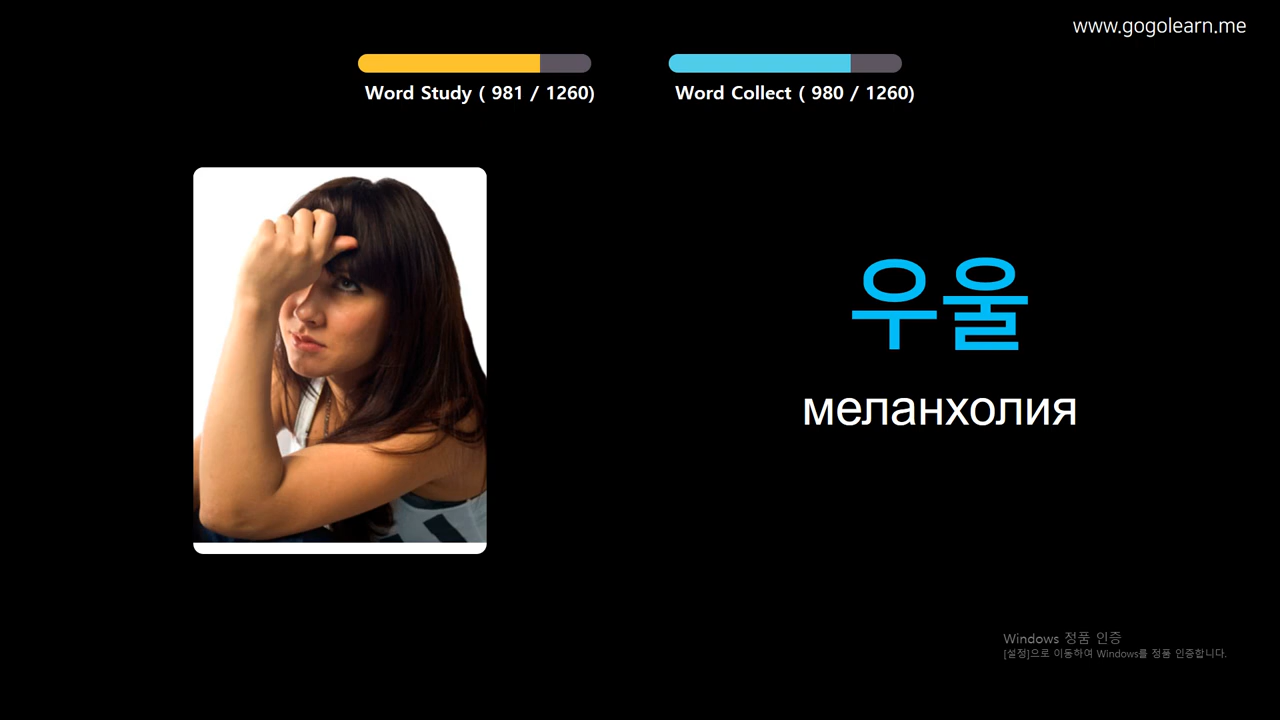 www.gogolearn.me
Word Study ( 981 / 1260)
Word Collect ( 980 / 1260)
우울
меланхолия
Windows 정품 인증
[설정]으로 이동하여 Windows를 정품 인증합니다.